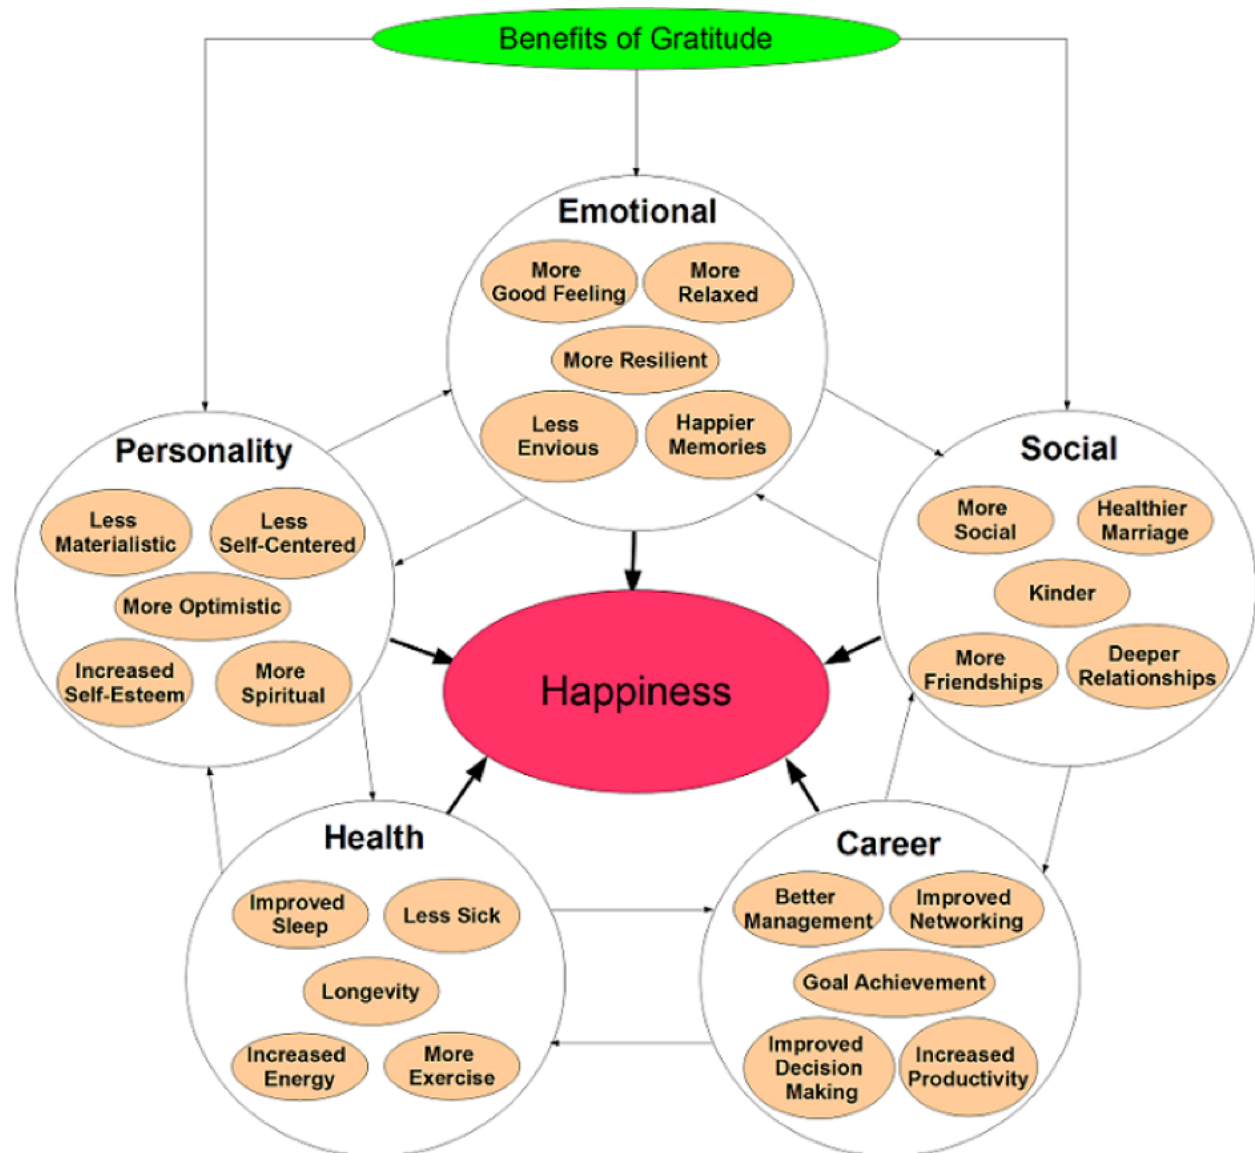 Benefits of Gratitude
Emotional
More
Good Feeling
More
Relaxed
More Resilient
Less
Envious
Happier
Memories
Personality
Less
Materialistic
Less
Self-Centered
More Optimistic
Increased
Self-Esteem
More
Spiritual
Social
More
Social
Healthier
Marriage
Kinder
More
Friendships
Deeper
Relationships
Happiness
Health
Improved
Sleep
Less Sick
Longevity
Increased
Energy
More
Exercise
Career
Better
Management
Improved
Networking
Goal Achievement
Improved
Decision
Making
Increased
Productivity